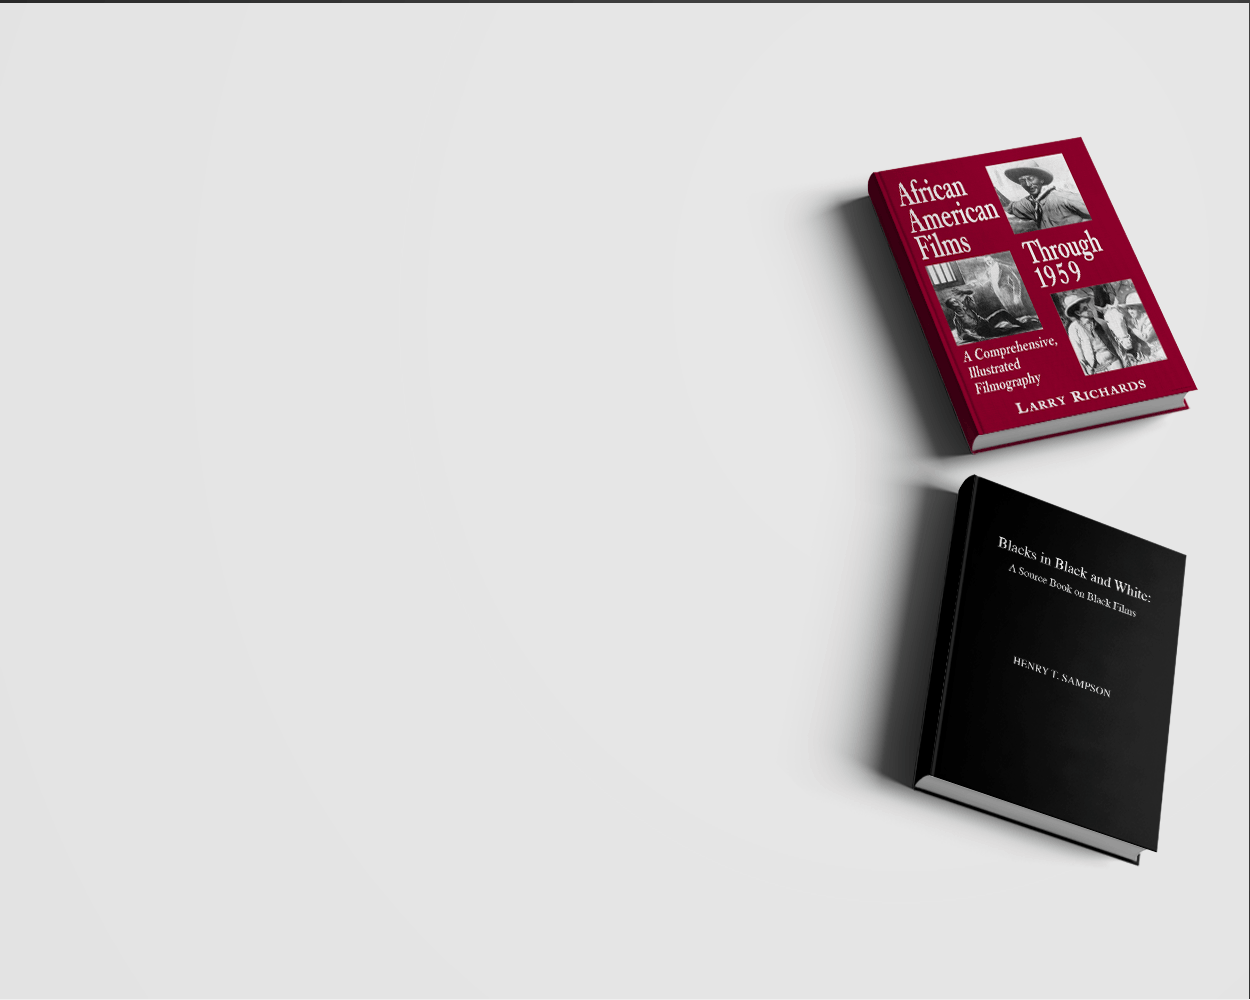 African
American
Films
Through
1959
A Comprehensive,
Illustrated
Filmography
LARRY RICHARDS
Blacks in Black and White:
A Source Book on Black Films
HENRY T. SAMPSON